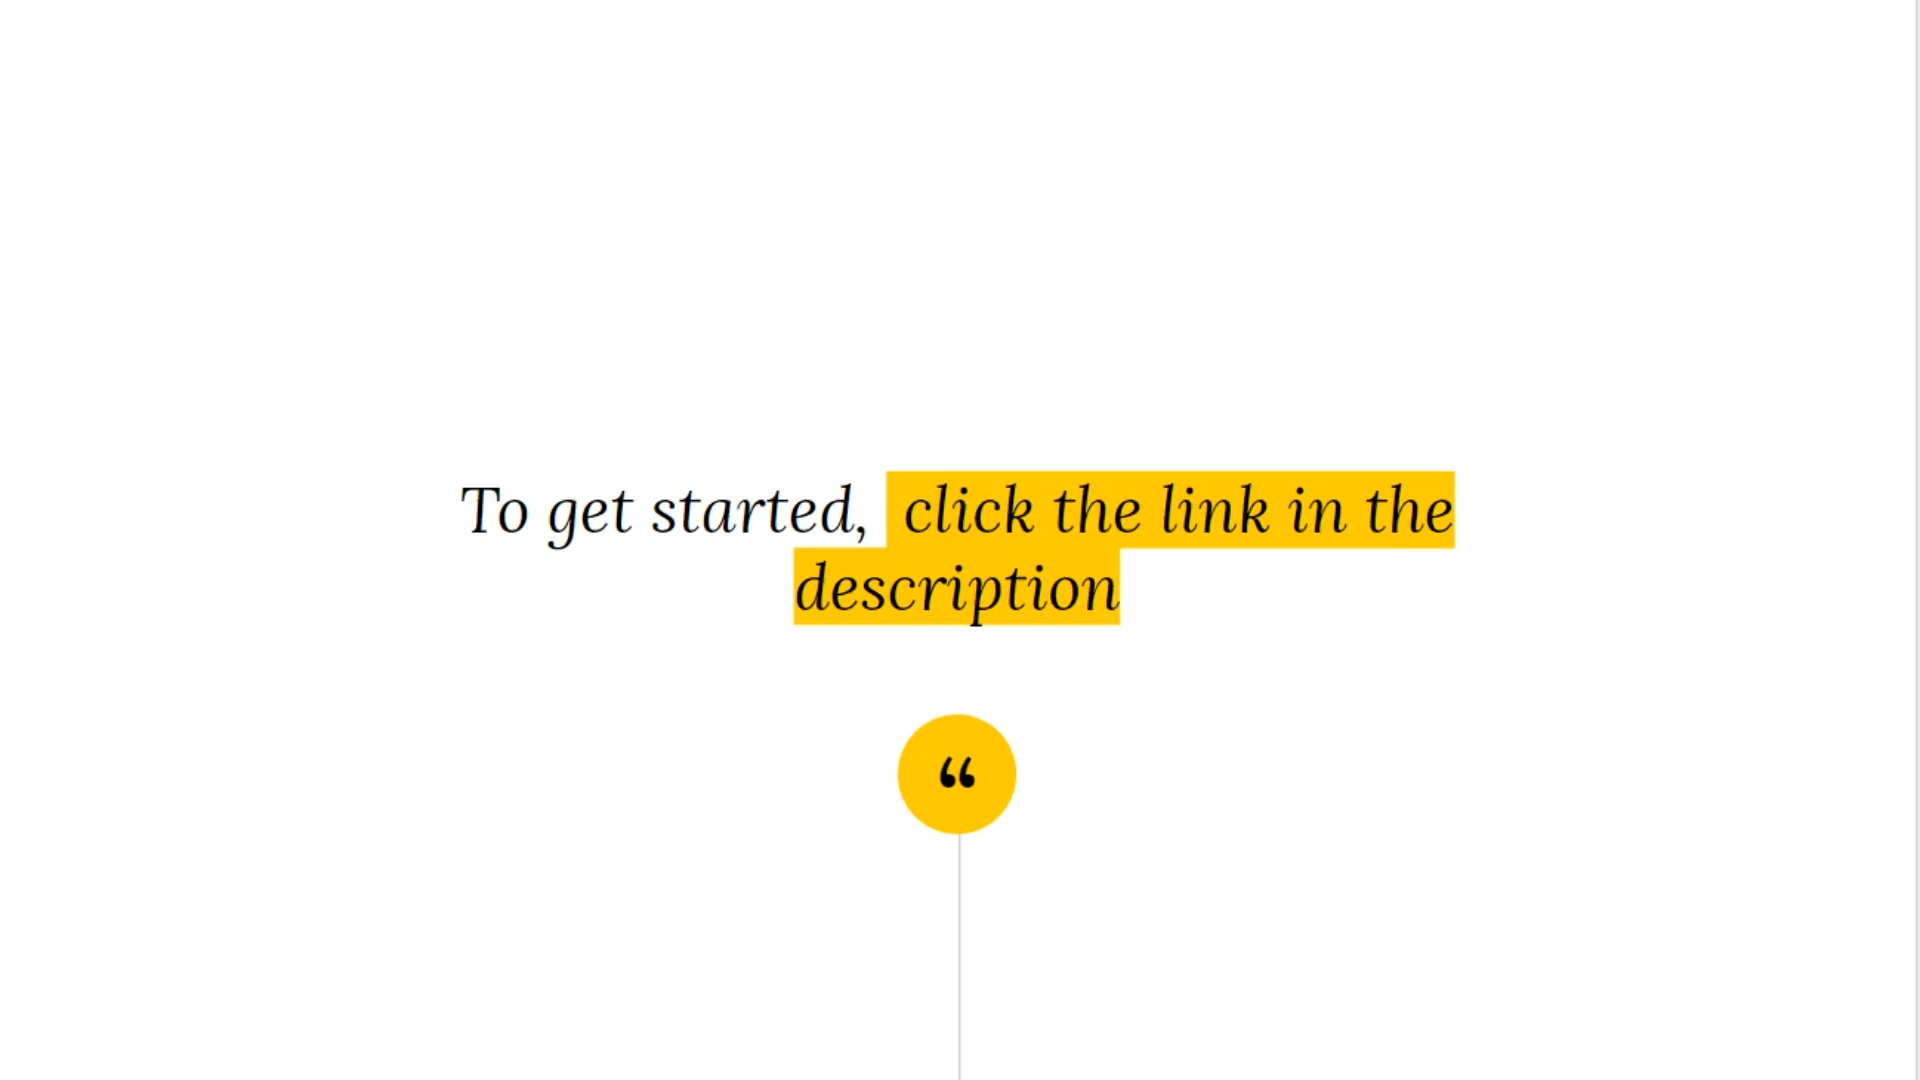 To get started, click the link in the
description
“